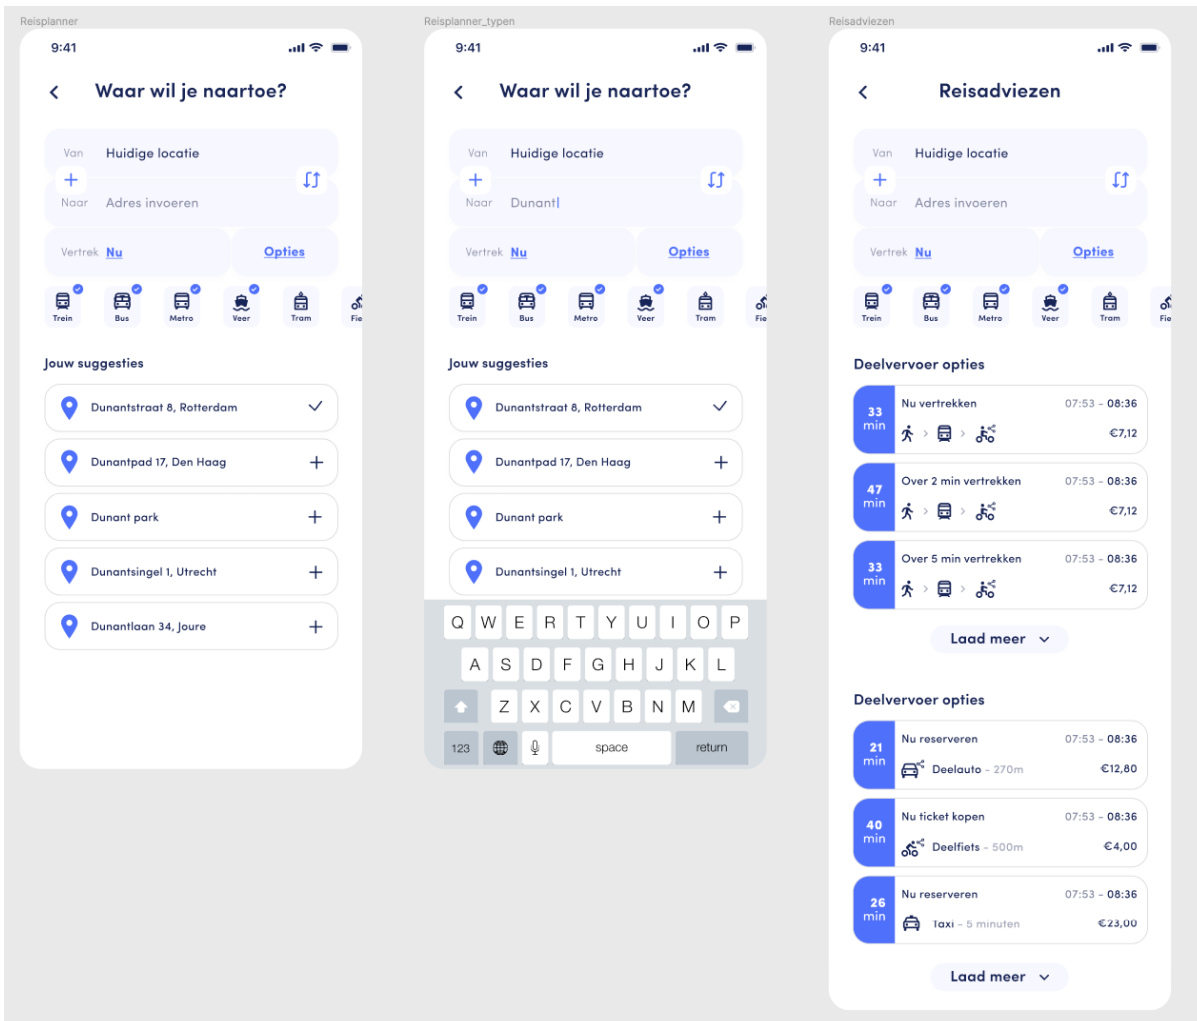 Reisplanner
9:41
Waar wil je naartoe?
Van Huidige locatie
Naar Adres invoeren
Vertrek Nu Opties
Trein Bus Metro Veer Tram Fie
Jouw suggesties
Dunantstraat 8, Rotterdam
Dunantpad 17, Den Haag
Dunant park
Dunantsingel 1, Utrecht
Dunantlaan 34, Joure
Reisplanner_typen
9:41
Waar wil je naartoe?
Van Huidige locatie
Naar Dunant
Vertrek Nu Opties
Trein Bus Metro Veer Tram Fie
Jouw suggesties
Dunantstraat 8, Rotterdam
Dunantpad 17, Den Haag
Dunant park
Dunantsingel 1, Utrecht
Q W E R T Y U I O P
A S D F G H J K L
Z X C V B N M
123 space return
Reisadviezen
9:41
Reisadviezen
Van Huidige locatie
Naar Adres invoeren
Vertrek Nu Opties
Trein Bus Metro Veer Tram Fie
Deelvervoer opties
33 min Nu vertrekken 07:53 - 08:36
€7,12
47 min Over 2 min vertrekken 07:53 - 08:36
€7,12
33 min Over 5 min vertrekken 07:53 - 08:36
€7,12
Laad meer
Deelvervoer opties
21 min Nu reserveren 07:53 - 08:36
Deelauto - 270m €12,80
40 min Nu ticket kopen 07:53 - 08:36
Deelfiets - 500m €4,00
26 min Nu reserveren 07:53 - 08:36
Taxi - 5 minuten €23,00
Laad meer